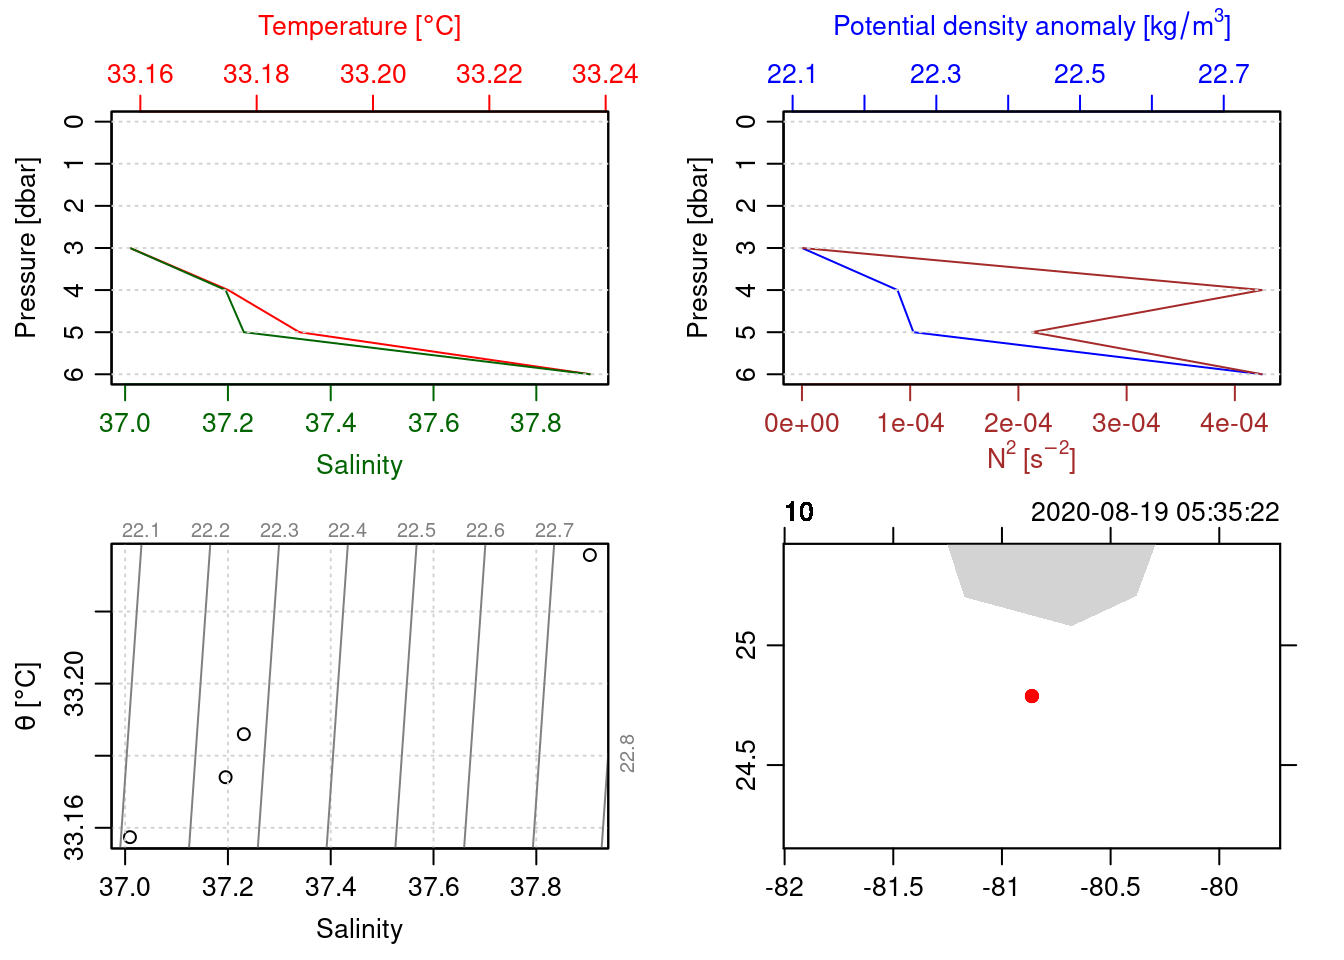 Temperature [°C]
33.16 33.18 33.20 33.22 33.24
Pressure [dbar]
0
1
2
3
4
5
6
37.0 37.2 37.4 37.6 37.8
Salinity
Potential density anomaly [kg/m³]
22.1 22.3 22.5 22.7
Pressure [dbar]
0
1
2
3
4
5
6
0e+00 1e-04 2e-04 3e-04 4e-04
N² [s⁻²]
22.1 22.2 22.3 22.4 22.5 22.6 22.7
22.8
θ [°C]
33.20
33.16
37.0 37.2 37.4 37.6 37.8
Salinity
10 2020-08-19 05:35:22
25
24.5
-82 -81.5 -81 -80.5 -80